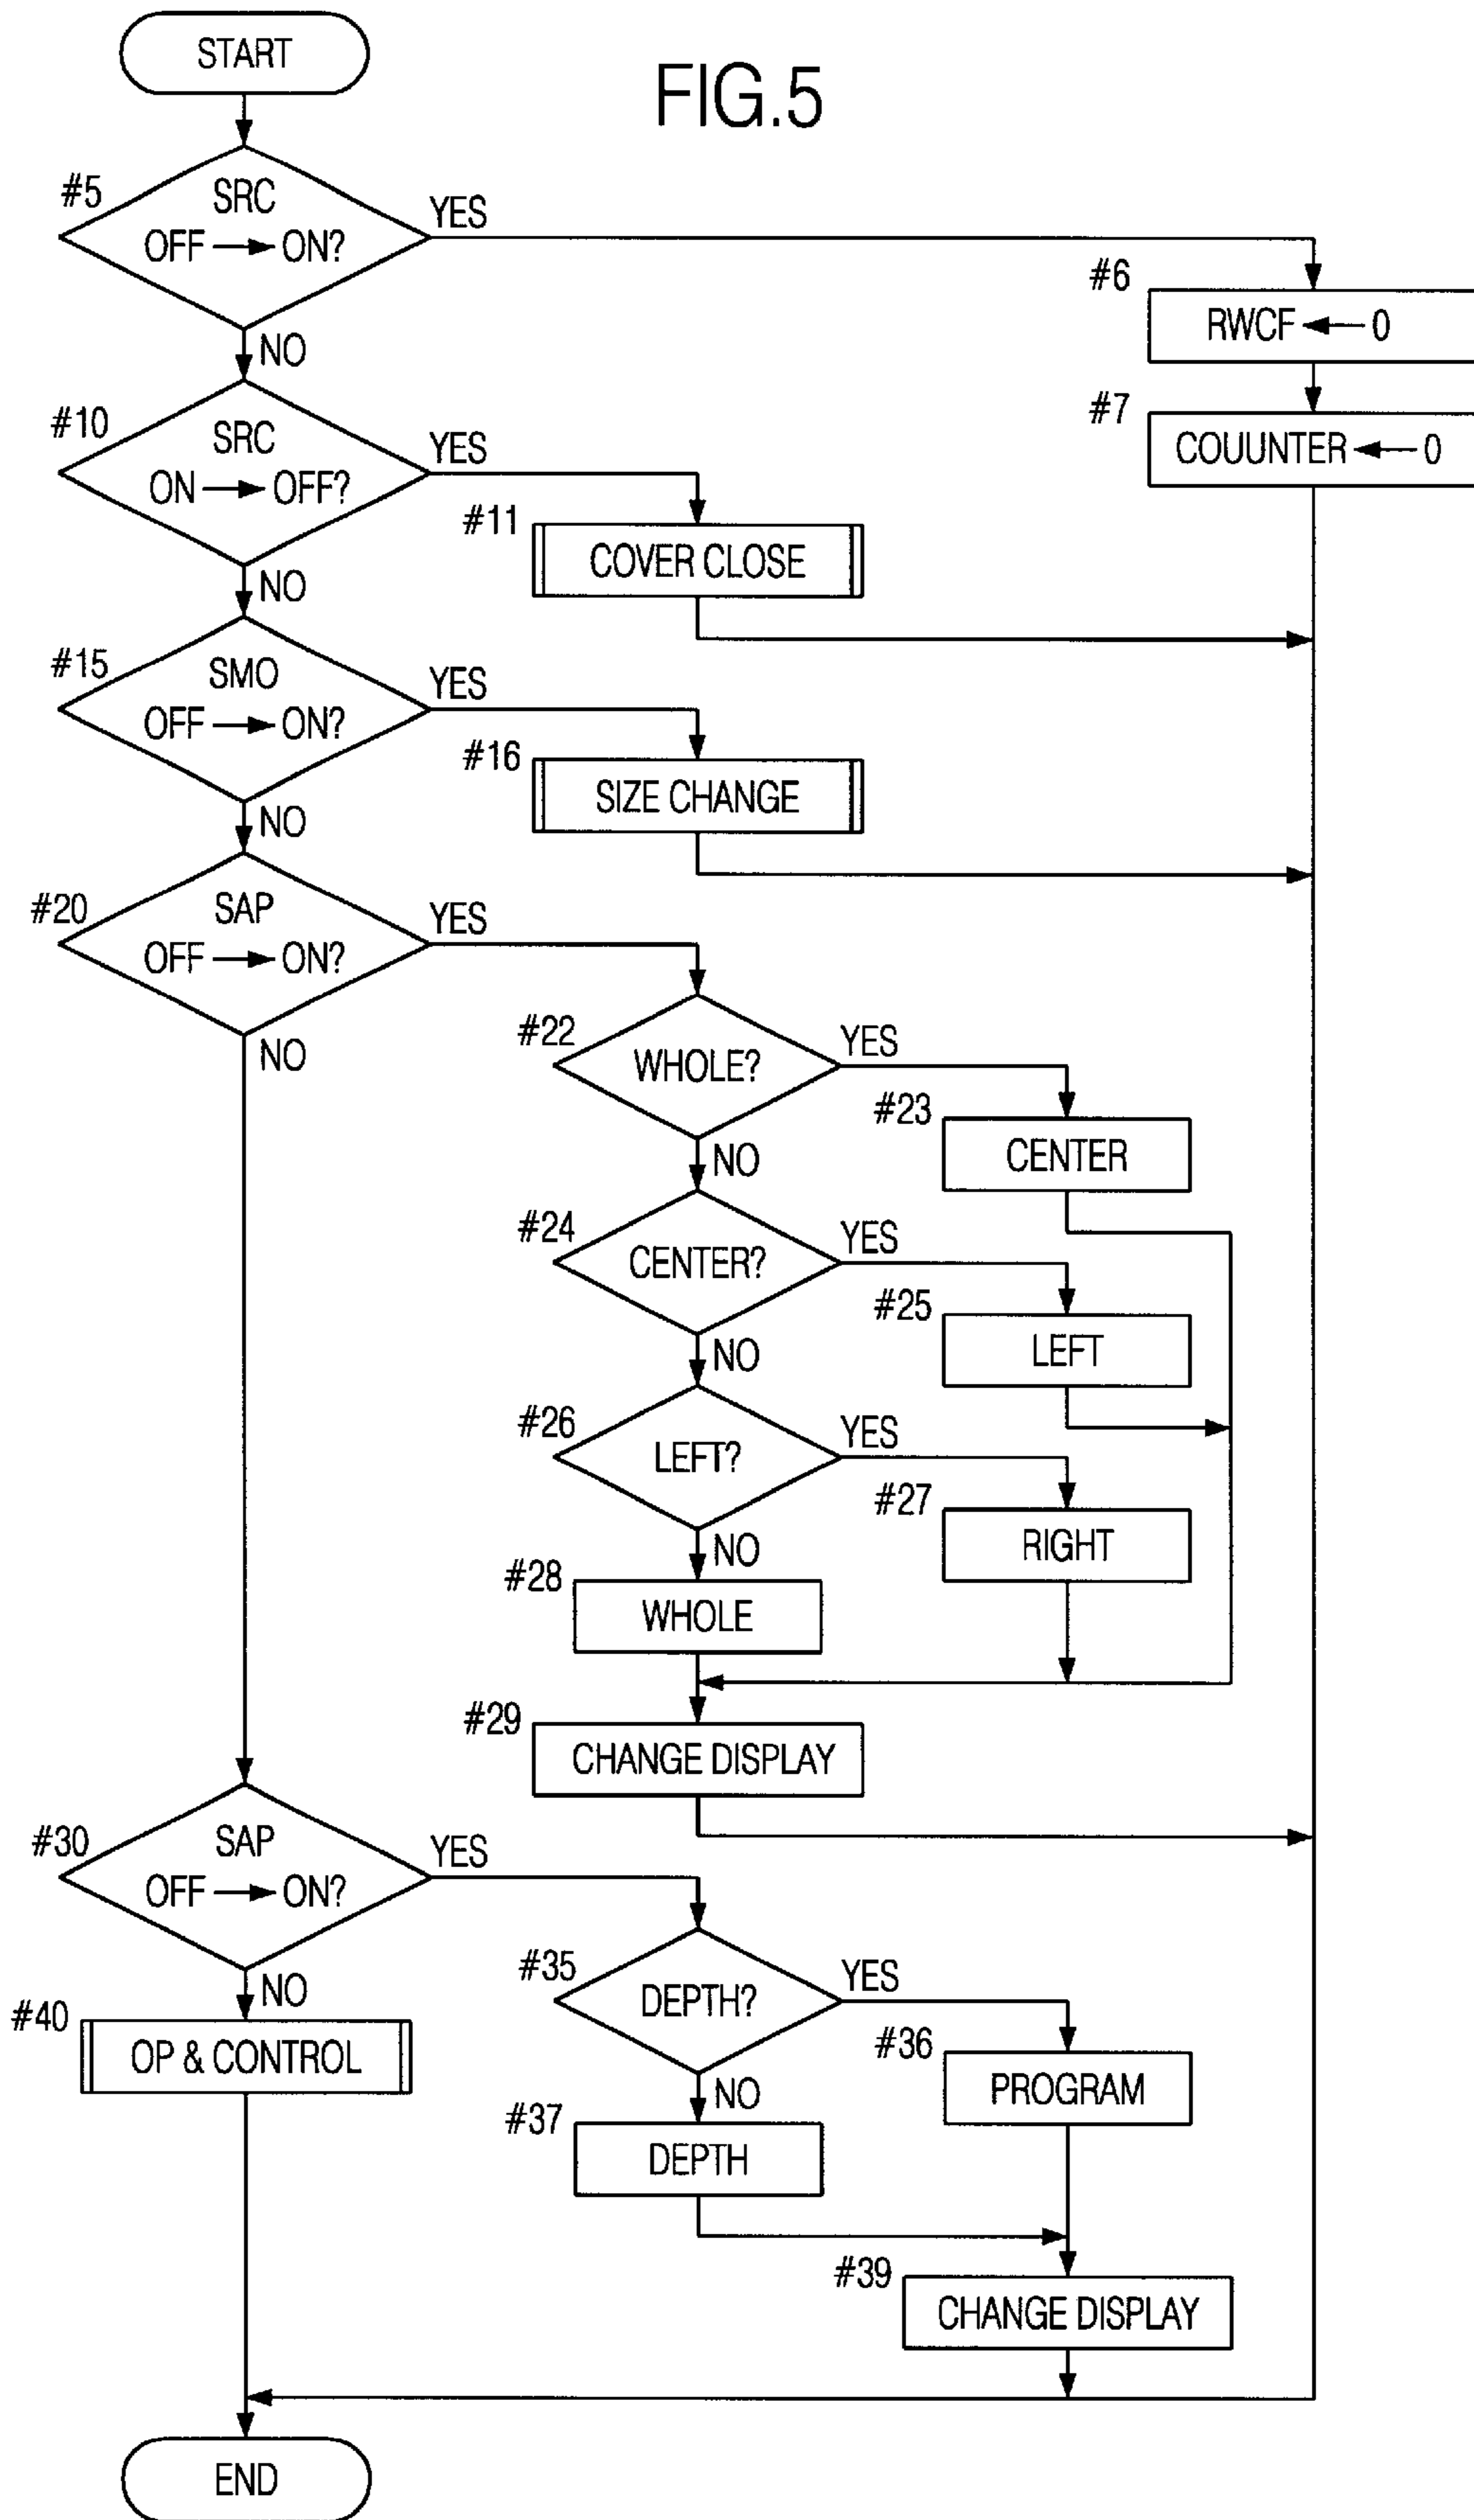 START
FIG.5
#5
SRC
OFF → ON?
YES
NO
#6
RWCF ← 0
#7
COUUNTER ← 0
#10
SRC
ON → OFF?
YES
NO
#11
COVER CLOSE
#15
SMO
OFF → ON?
YES
NO
#16
SIZE CHANGE
#20
SAP
OFF → ON?
YES
NO
#22
WHOLE?
YES
NO
#23
CENTER
#24
CENTER?
YES
NO
#25
LEFT
#26
LEFT?
YES
NO
#27
RIGHT
#28
WHOLE
#29
CHANGE DISPLAY
#30
SAP
OFF → ON?
YES
NO
#35
DEPTH?
YES
NO
#36
PROGRAM
#37
DEPTH
#39
CHANGE DISPLAY
#40
OP & CONTROL
END